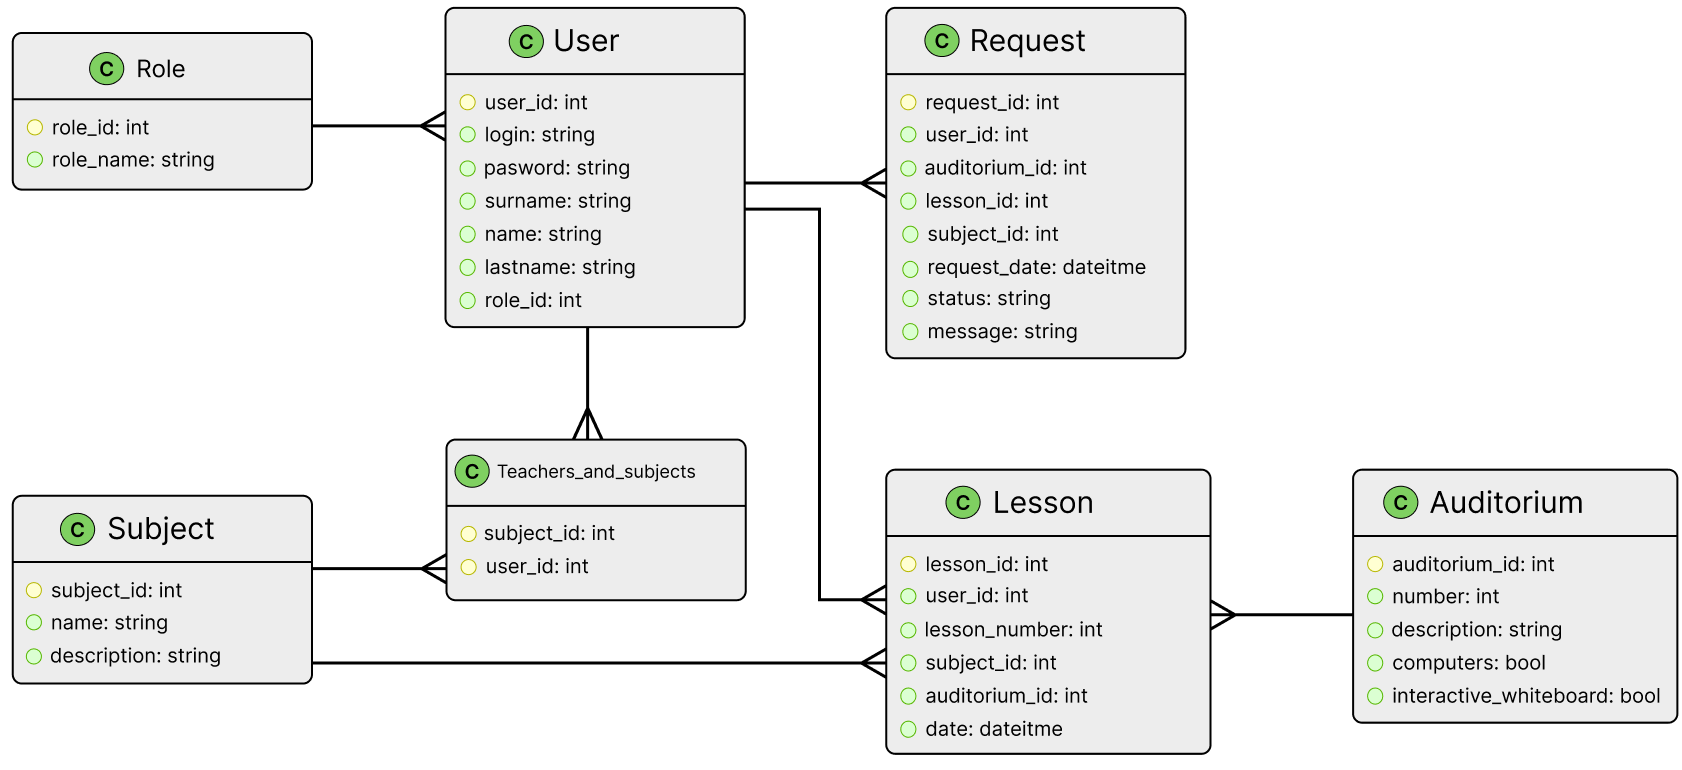 C Role
role_id: int
role_name: string
C User
user_id: int
login: string
pasword: string
surname: string
name: string
lastname: string
role_id: int
C Request
request_id: int
user_id: int
auditorium_id: int
lesson_id: int
subject_id: int
request_date: dateitme
status: string
message: string
C Teachers_and_subjects
subject_id: int
user_id: int
C Subject
subject_id: int
name: string
description: string
C Lesson
lesson_id: int
user_id: int
lesson_number: int
subject_id: int
auditorium_id: int
date: dateitme
C Auditorium
auditorium_id: int
number: int
description: string
computers: bool
interactive_whiteboard: bool